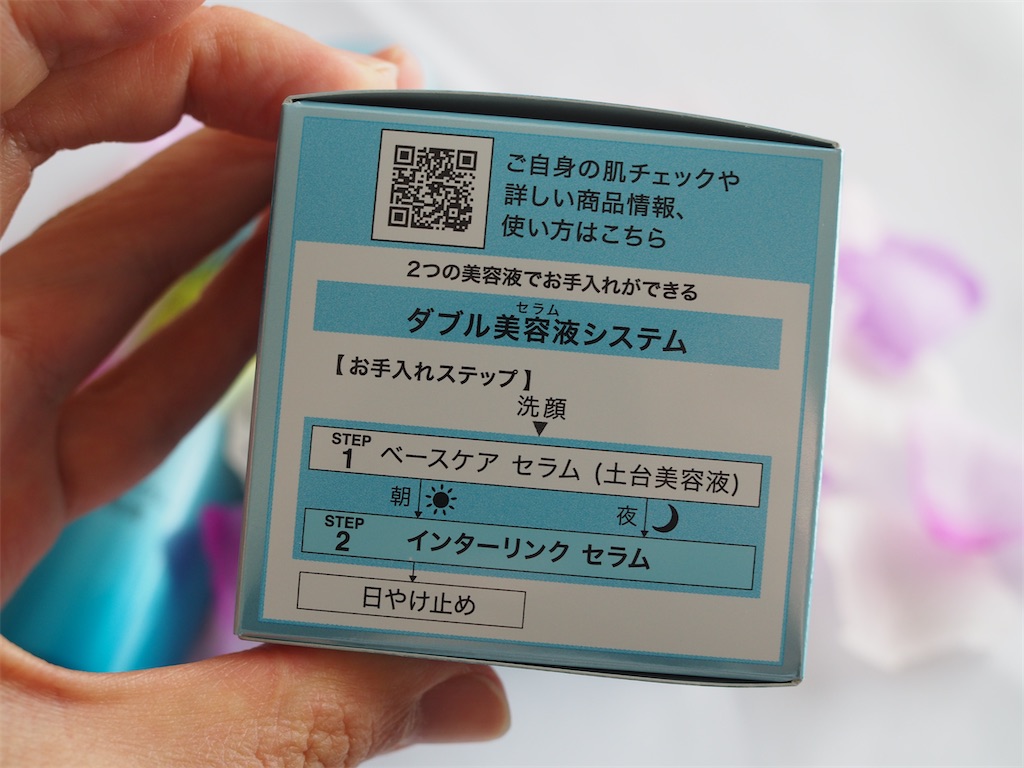 ご自身の肌チェックや
詳しい商品情報、
使い方はこちら
2つの美容液でお手入れができる
セラム
ダブル美容液システム
【お手入れステップ】
洗顔
▼
STEP
1 ベースケア セラム (土台美容液)
朝 夜
STEP
2 インターリンク セラム
日やけ止め